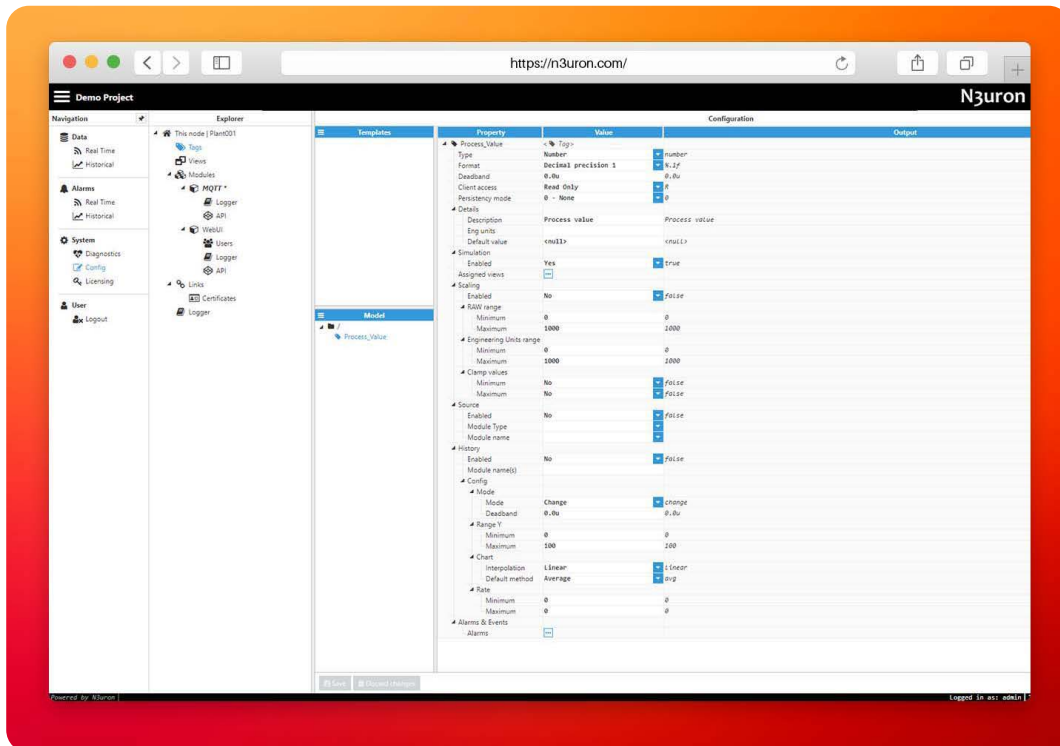 https://n3uron.com/
Demo Project
N3uron
Navigation
Explorer
Configuration
Data
Real Time
Historical
Alarms
Real Time
Historical
System
Diagnostics
Config
Licensing
User
Logout
This node | Plant001
Tags
Views
Modules
MQTT *
Logger
API
WebUI
Users
Logger
API
Links
Certificates
Logger
Templates
Model
/
Process_Value
Property Value Output
Process_Value < Tag>
Type Number number
Format Decimal precision 1 %.1f
Deadband 0.0u 0.0u
Client access Read Only R
Persistency mode 0 - None 0
Details
Description Process value Process value
Eng units
Default value <null> <null>
Simulation
Enabled Yes true
Assigned views
Scaling
Enabled No false
RAW range
Minimum 0 0
Maximum 1000 1000
Engineering Units range
Minimum 0 0
Maximum 1000 1000
Clamp values
Minimum No false
Maximum No false
Source
Enabled No false
Module Type
Module name
History
Enabled No false
Module name(s)
Config
Mode
Mode Change change
Deadband 0.0u 0.0u
Range Y
Minimum 0 0
Maximum 100 100
Chart
Interpolation Linear Linear
Default method Average avg
Rate
Minimum 0 0
Maximum 0 0
Alarms & Events
Alarms
Save Discard changes
Powered by N3uron
Logged in as: admin